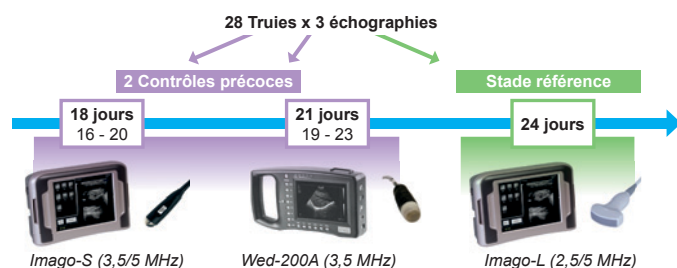 28 Truies x 3 échographies
2 Contrôles précoces
Stade référence
18 jours
16 - 20
21 jours
19 - 23
24 jours
Imago-S (3,5/5 MHz)
Wed-200A (3,5 MHz)
Imago-L (2,5/5 MHz)